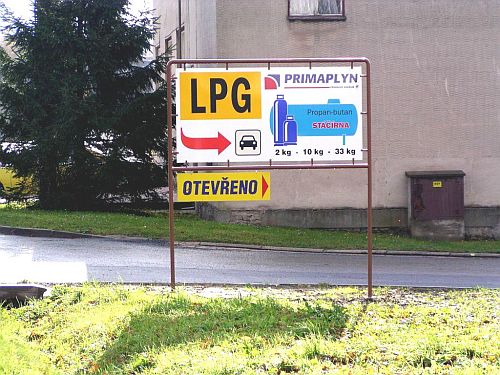 LPG
PRIMAPLYN
Propan-butan
STÁČÍRNA
2 kg - 10 kg - 33 kg
OTEVŘENO